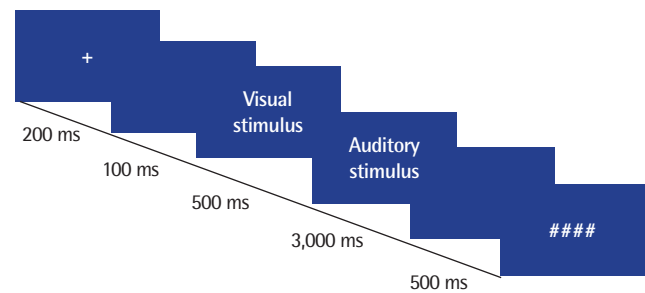 +
Visual
stimulus
Auditory
stimulus
####
200 ms
100 ms
500 ms
3,000 ms
500 ms